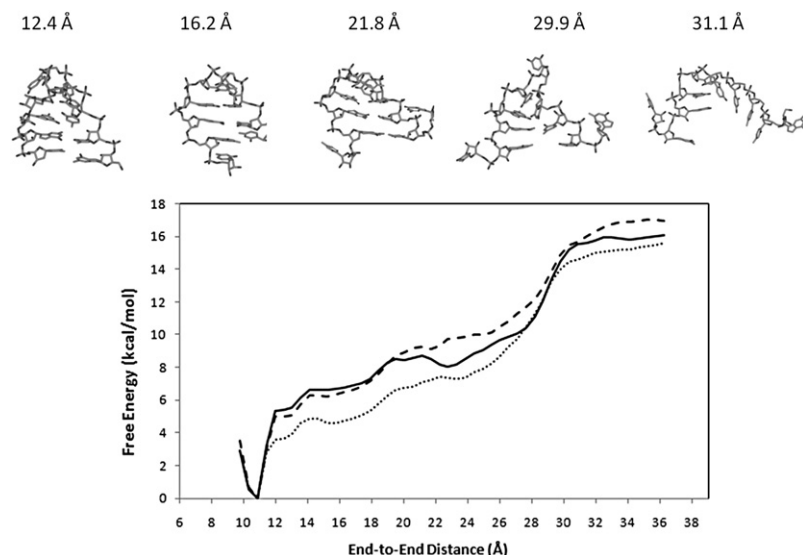 12.4 Å 16.2 Å 21.8 Å 29.9 Å 31.1 Å
Free Energy (kcal/mol)
18
16
14
12
10
8
6
4
2
0
6 8 10 12 14 16 18 20 22 24 26 28 30 32 34 36 38
End-to-End Distance (Å)